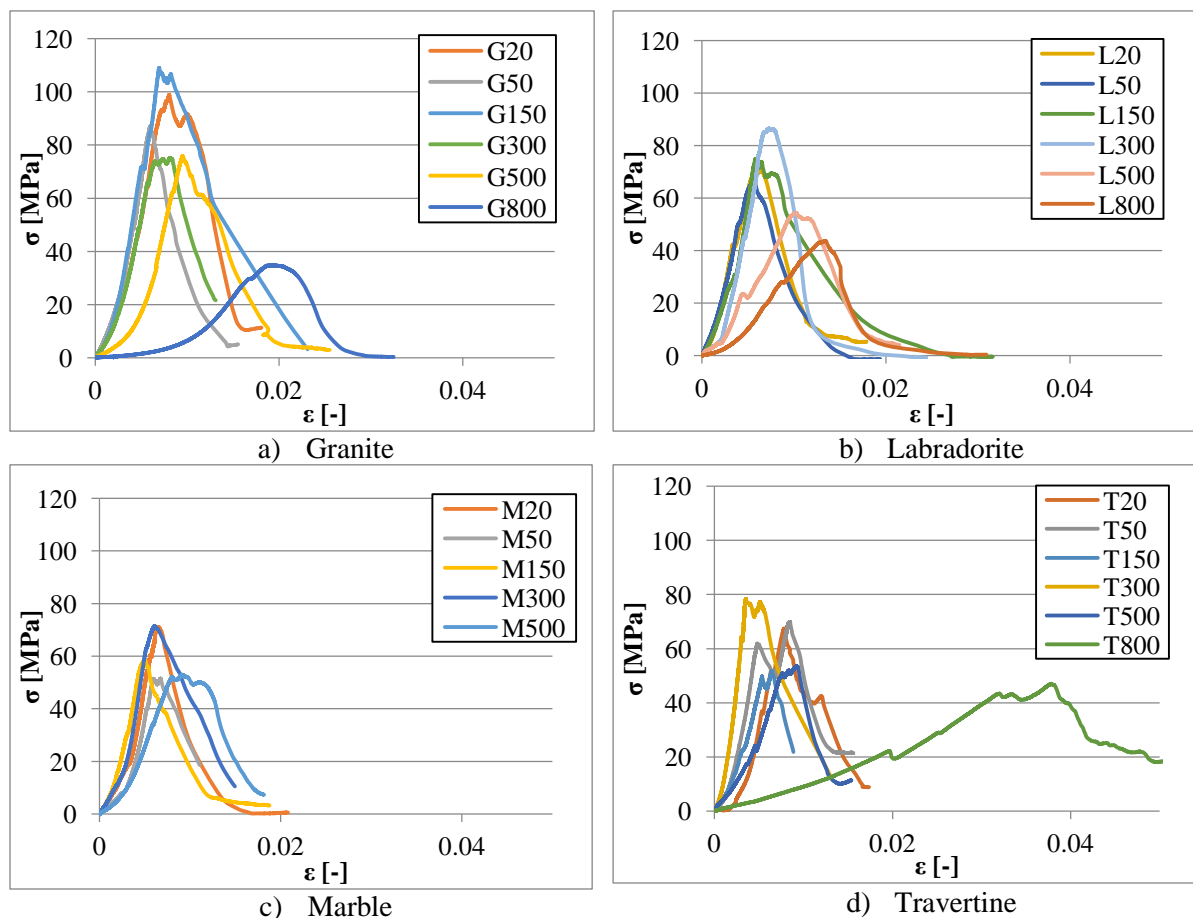 120
100
80
60
40
20
0
σ [MPa]
0
0.02
0.04
ε [-]
G20
G50
G150
G300
G500
G800
a) Granite
120
100
80
60
40
20
0
σ [MPa]
0
0.02
0.04
ε [-]
L20
L50
L150
L300
L500
L800
b) Labradorite
120
100
80
60
40
20
0
σ [MPa]
0
0.02
0.04
ε [-]
M20
M50
M150
M300
M500
c) Marble
120
100
80
60
40
20
0
σ [MPa]
0
0.02
0.04
ε [-]
T20
T50
T150
T300
T500
T800
d) Travertine